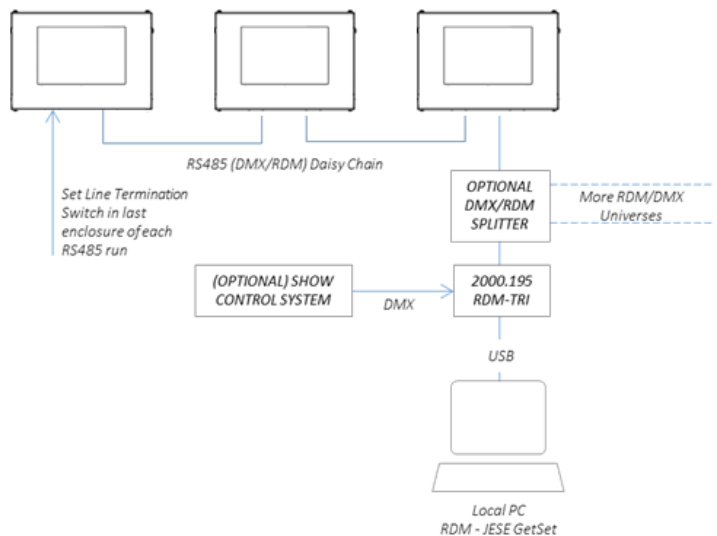 RS485 (DMX/RDM) Daisy Chain
Set Line Termination
Switch in last
enclosure of each
RS485 run
OPTIONAL
DMX/RDM
SPLITTER
More RDM/DMX
Universes
(OPTIONAL) SHOW
CONTROL SYSTEM
DMX
2000.195
RDM-TRI
USB
Local PC
RDM - JESE GetSet